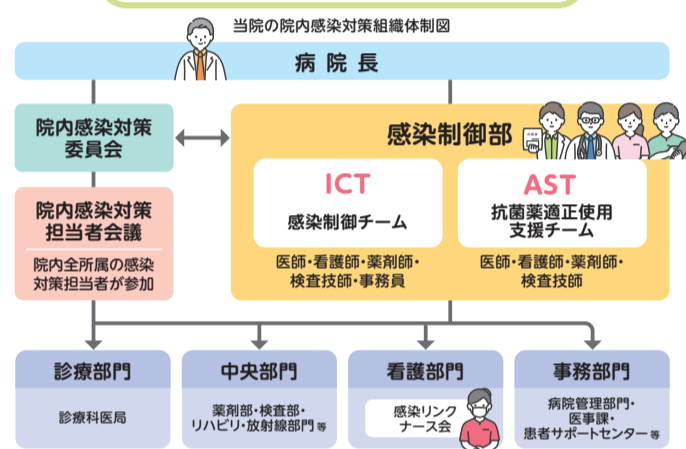 当院の院内感染対策組織体制図
病院長
院内感染対策
委員会
感染制御部
ICT
感染制御チーム
医師・看護師・薬剤師・
検査技師・事務員
AST
抗菌薬適正使用
支援チーム
医師・看護師・薬剤師・
検査技師
院内感染対策
担当者会議
院内全所属の感染
対策担当者が参加
診療部門
診療科医局
中央部門
薬剤部・検査部・
リハビリ・放射線部門 等
看護部門
感染リンク
ナース会
事務部門
病院管理部門・
医事課・
患者サポートセンター 等